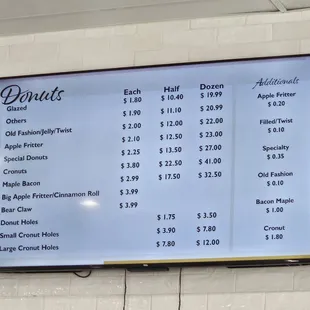 Donuts Each Half Dozen
Glazed $ 1.80 $ 10.40 $ 19.99
Others $ 1.90 $ 11.10 $ 20.99
Old Fashion/Jelly/Twist $ 2.00 $ 12.00 $ 22.00
Apple Fritter $ 2.10 $ 12.50 $ 23.00
Special Donuts $ 2.25 $ 13.50 $ 27.00
Cronuts $ 3.80 $ 22.50 $ 41.00
Maple Bacon $ 2.99 $ 17.50 $ 32.50
Big Apple Fritter/Cinnamon Roll $ 3.99
Bear Claw $ 3.99
Donut Holes $ 1.75 $ 3.50
Small Cronut Holes $ 3.90 $ 7.80
Large Cronut Holes $ 7.80 $ 12.00
Additionals
Apple Fritter
$ 0.20
Filled/Twist
$ 0.10
Specialty
$ 0.35
Old Fashion
$ 0.10
Bacon Maple
$ 1.00
Cronut
$ 1.80